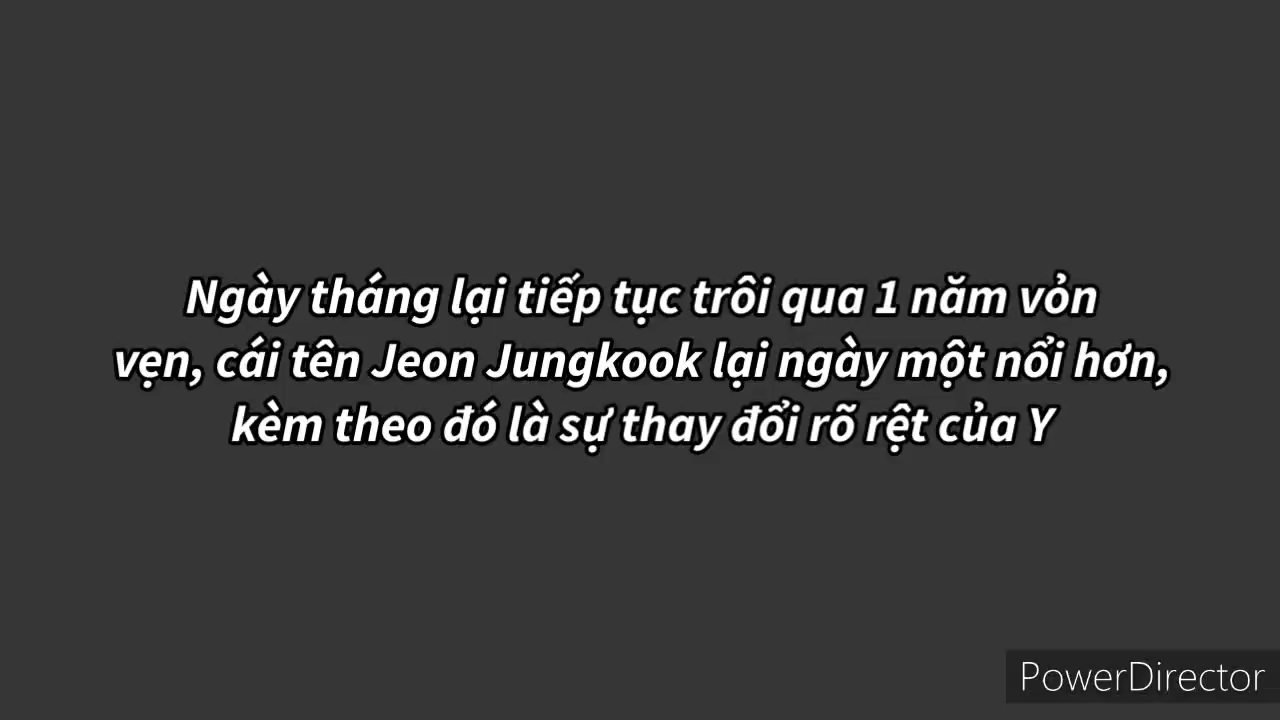 Ngày tháng lại tiếp tục trôi qua 1 năm vỏn
vẹn, cái tên Jeon Jungkook lại ngày một nổi hơn,
kèm theo đó là sự thay đổi rõ rệt của Y
PowerDirector